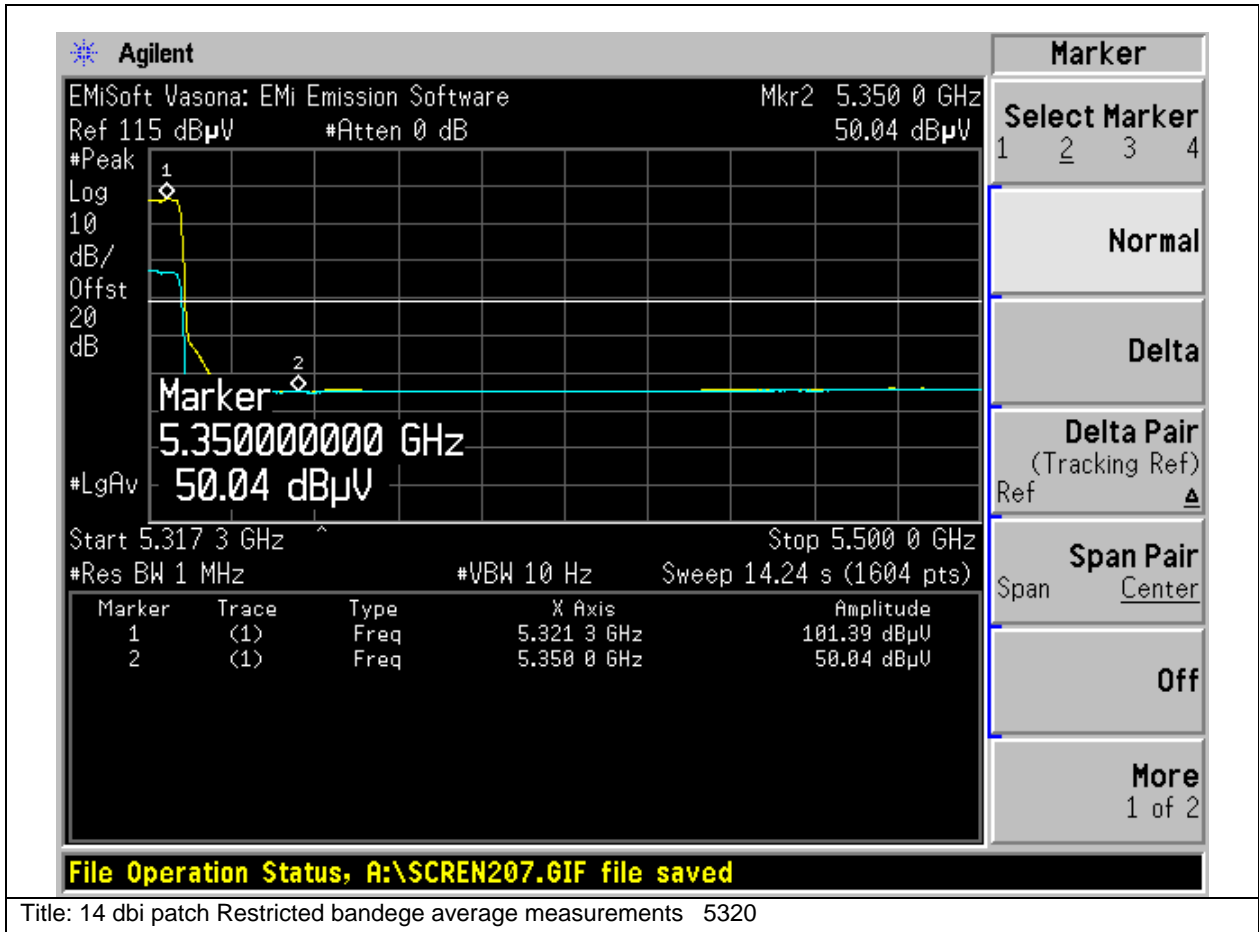 Agilent
Marker
EMiSoft Vasona: EMi Emission Software
Mkr2 5.350 0 GHz
Ref 115 dBµV #Atten 0 dB 50.04 dBµV
#Peak
Log
10
dB/
Offst
20
dB
#LgAv
1
2
Marker
5.350000000 GHz
50.04 dBµV
Start 5.317 3 GHz ^ Stop 5.500 0 GHz
#Res BW 1 MHz #VBW 10 Hz Sweep 14.24 s (1604 pts)
Marker Trace Type X Axis Amplitude
1 (1) Freq 5.321 3 GHz 101.39 dBµV
2 (1) Freq 5.350 0 GHz 50.04 dBµV
Select Marker
1 2 3 4
Normal
Delta
Delta Pair
(Tracking Ref)
Ref Δ
Span Pair
Span Center
Off
More
1 of 2
File Operation Status, A:\SCREN207.GIF file saved
Title: 14 dbi patch Restricted bandege average measurements 5320